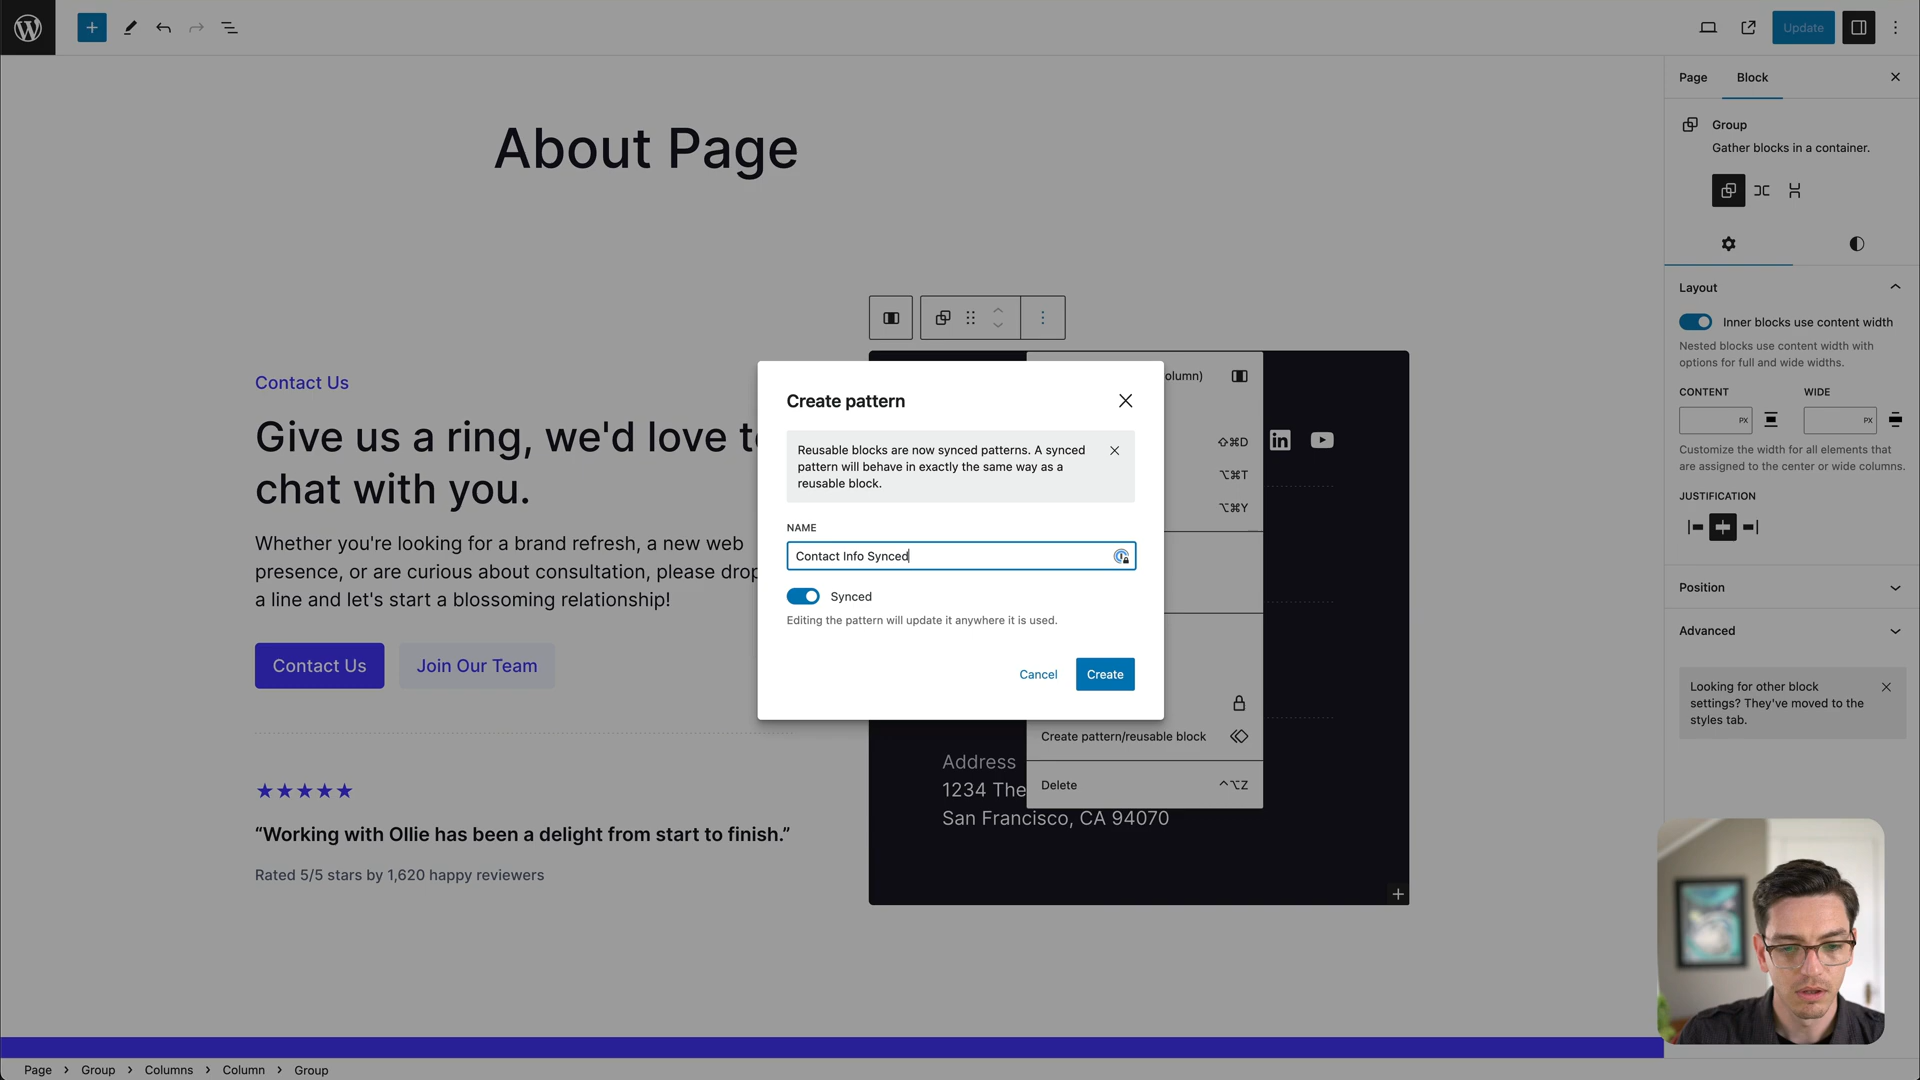 Update
Page
Block
Group
Gather blocks in a container.
Layout
Inner blocks use content width
Nested blocks use content width with
options for full and wide widths.
CONTENT
WIDE
PX
PX
Customize the width for all elements that
are assigned to the center or wide columns.
JUSTIFICATION
Position
Advanced
Looking for other block
settings? They've moved to the
styles tab.
About Page
Contact Us
Give us a ring, we'd love t
chat with you.
Whether you're looking for a brand refresh, a new web
presence, or are curious about consultation, please drop
a line and let's start a blossoming relationship!
Contact Us
Join Our Team
★★★★★
“Working with Ollie has been a delight from start to finish.”
Rated 5/5 stars by 1,620 happy reviewers
Create pattern
Reusable blocks are now synced patterns. A synced
pattern will behave in exactly the same way as a
reusable block.
NAME
Contact Info Synced
Synced
Editing the pattern will update it anywhere it is used.
Cancel
Create
olumn)
⇧⌘D
⌥⌘T
⌥⌘Y
Create pattern/reusable block
Delete
^⌥Z
in
Address
1234 The
San Francisco, CA 94070
Page > Group > Columns > Column > Group